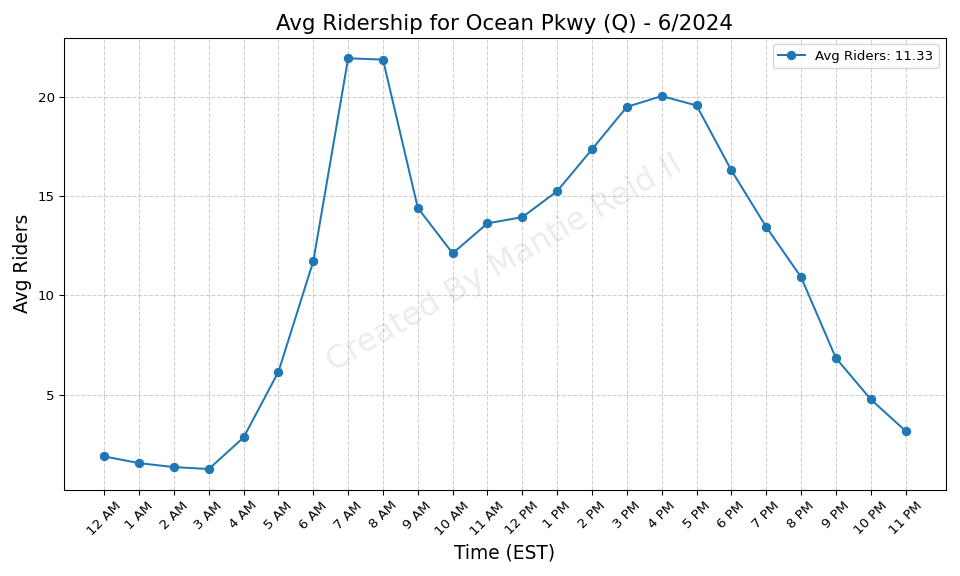 Avg Ridership for Ocean Pkwy (Q) - 6/2024
Avg Riders: 11.33
Avg Riders
20
15
10
5
Created By Mantie Reid II
12 AM
1 AM
2 AM
3 AM
4 AM
5 AM
6 AM
7 AM
8 AM
9 AM
10 AM
11 AM
12 PM
1 PM
2 PM
3 PM
4 PM
5 PM
6 PM
7 PM
8 PM
9 PM
10 PM
11 PM
Time (EST)